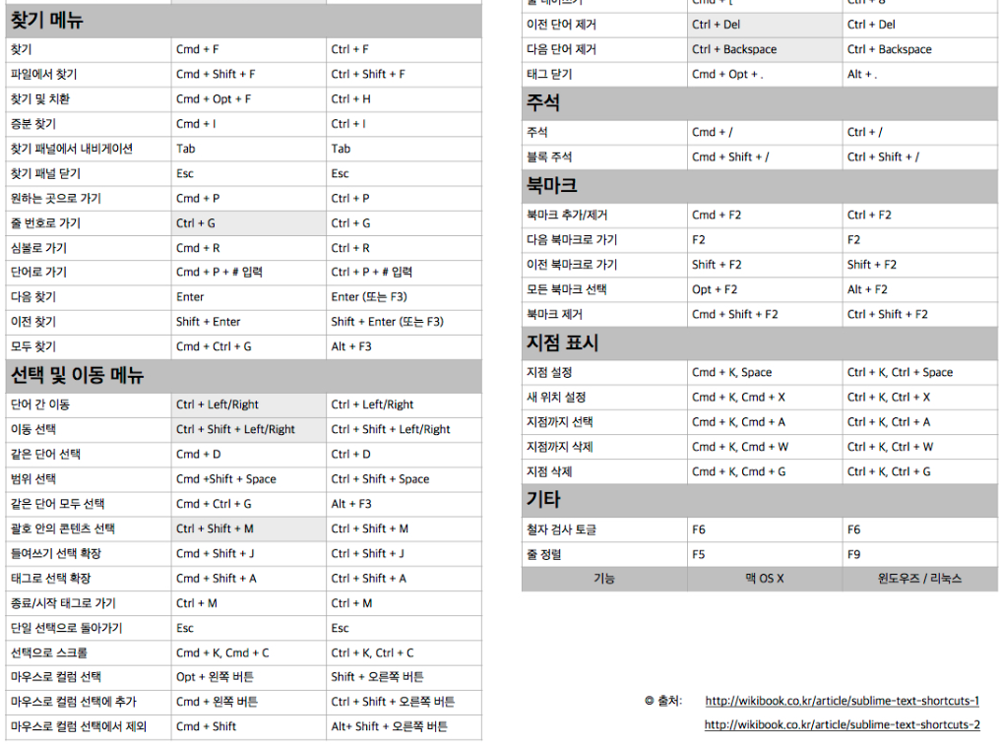 찾기 메뉴
찾기 Cmd + F Ctrl + F
파일에서 찾기 Cmd + Shift + F Ctrl + Shift + F
찾기 및 치환 Cmd + Opt + F Ctrl + H
증분 찾기 Cmd + I Ctrl + I
찾기 패널에서 내비게이션 Tab Tab
찾기 패널 닫기 Esc Esc
원하는 곳으로 가기 Cmd + P Ctrl + P
줄 번호로 가기 Ctrl + G Ctrl + G
심볼로 가기 Cmd + R Ctrl + R
단어로 가기 Cmd + P + # 입력 Ctrl + P + # 입력
다음 찾기 Enter Enter (또는 F3)
이전 찾기 Shift + Enter Shift + Enter (또는 F3)
모두 찾기 Cmd + Ctrl + G Alt + F3
선택 및 이동 메뉴
단어 간 이동 Ctrl + Left/Right Ctrl + Left/Right
이동 선택 Ctrl + Shift + Left/Right Ctrl + Shift + Left/Right
같은 단어 선택 Cmd + D Ctrl + D
범위 선택 Cmd +Shift + Space Ctrl + Shift + Space
같은 단어 모두 선택 Cmd + Ctrl + G Alt + F3
괄호 안의 콘텐츠 선택 Ctrl + Shift + M Ctrl + Shift + M
들여쓰기 선택 확장 Cmd + Shift + J Ctrl + Shift + J
태그로 선택 확장 Cmd + Shift + A Ctrl + Shift + A
종료/시작 태그로 가기 Ctrl + M Ctrl + M
단일 선택으로 돌아가기 Esc Esc
선택으로 스크롤 Cmd + K, Cmd + C Ctrl + K, Ctrl + C
마우스로 컬럼 선택 Opt + 왼쪽 버튼 Shift + 오른쪽 버튼
마우스로 컬럼 선택에 추가 Cmd + 왼쪽 버튼 Ctrl + Shift + 오른쪽 버튼
마우스로 컬럼 선택에서 제외 Cmd + Shift Alt+ Shift + 오른쪽 버튼
이전 단어 제거 Ctrl + Del Ctrl + Del
다음 단어 제거 Ctrl + Backspace Ctrl + Backspace
태그 닫기 Cmd + Opt + . Alt + .
주석
주석 Cmd + / Ctrl + /
블록 주석 Cmd + Shift + / Ctrl + Shift + /
북마크
북마크 추가/제거 Cmd + F2 Ctrl + F2
다음 북마크로 가기 F2 F2
이전 북마크로 가기 Shift + F2 Shift + F2
모든 북마크 선택 Opt + F2 Alt + F2
북마크 제거 Cmd + Shift + F2 Ctrl + Shift + F2
지점 표시
지점 설정 Cmd + K, Space Ctrl + K, Ctrl + Space
새 위치 설정 Cmd + K, Cmd + X Ctrl + K, Ctrl + X
지점까지 선택 Cmd + K, Cmd + A Ctrl + K, Ctrl + A
지점까지 삭제 Cmd + K, Cmd + W Ctrl + K, Ctrl + W
지점 삭제 Cmd + K, Cmd + G Ctrl + K, Ctrl + G
기타
철자 검사 토글 F6 F6
줄 정렬 F5 F9
기능 맥 OS X 윈도우즈 / 리눅스
© 출처: http://wikibook.co.kr/article/sublime-text-shortcuts-1
http://wikibook.co.kr/article/sublime-text-shortcuts-2